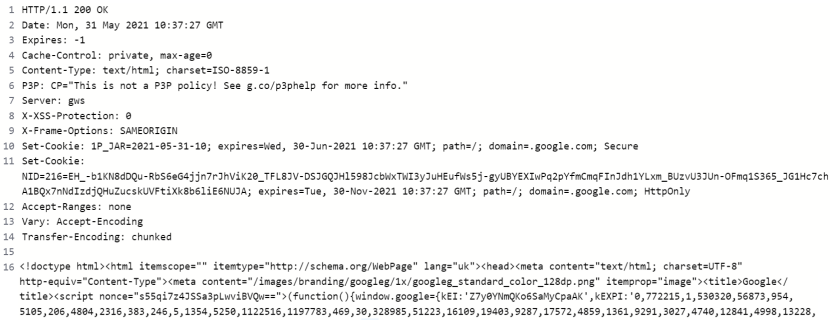 1 HTTP/1.1 200 OK
2 Date: Mon, 31 May 2021 10:37:27 GMT
3 Expires: -1
4 Cache-Control: private, max-age=0
5 Content-Type: text/html; charset=ISO-8859-1
6 P3P: CP="This is not a P3P policy! See g.co/p3phelp for more info."
7 Server: gws
8 X-XSS-Protection: 0
9 X-Frame-Options: SAMEORIGIN
10 Set-Cookie: 1P_JAR=2021-05-31-10; expires=Wed, 30-Jun-2021 10:37:27 GMT; path=/; domain=.google.com; Secure
11 Set-Cookie:
NID=216=EH_-b1KN8dDQu-RbS6eG4jjn7rJhViK20_TFL8JV-DSJGQJHl598JcbWxTWI3yJuHEufWs5j-gyUBYEXIwPq2pYfmCmqFInJdh1YLxm_BUzvU3JUn-OFmq1S365_JG1Hc7ch
A1BQx7nNdIzdjQHuZucskUVFtiXk8b6liE6NUJA; expires=Tue, 30-Nov-2021 10:37:27 GMT; path=/; domain=.google.com; HttpOnly
12 Accept-Ranges: none
13 Vary: Accept-Encoding
14 Transfer-Encoding: chunked
15
16 <!doctype html><html itemscope="" itemtype="http://schema.org/WebPage" lang="uk"><head><meta content="text/html; charset=UTF-8"
http-equiv="Content-Type"><meta content="/images/branding/googleg/1x/googleg_standard_color_128dp.png" itemprop="image"><title>Google</
title><script nonce="s55qi7z4JSSa3pLwviBVQw==">(function(){window.google={kEI:'Z7y0YNmQKo6SaMyCpaAK',kEXPI:'0,772215,1,530320,56873,954,
5105,206,4804,2316,383,246,5,1354,5250,1122516,1197783,469,30,328985,51223,16109,19403,9287,17572,4859,1361,9291,3027,4740,12841,4998,13228,